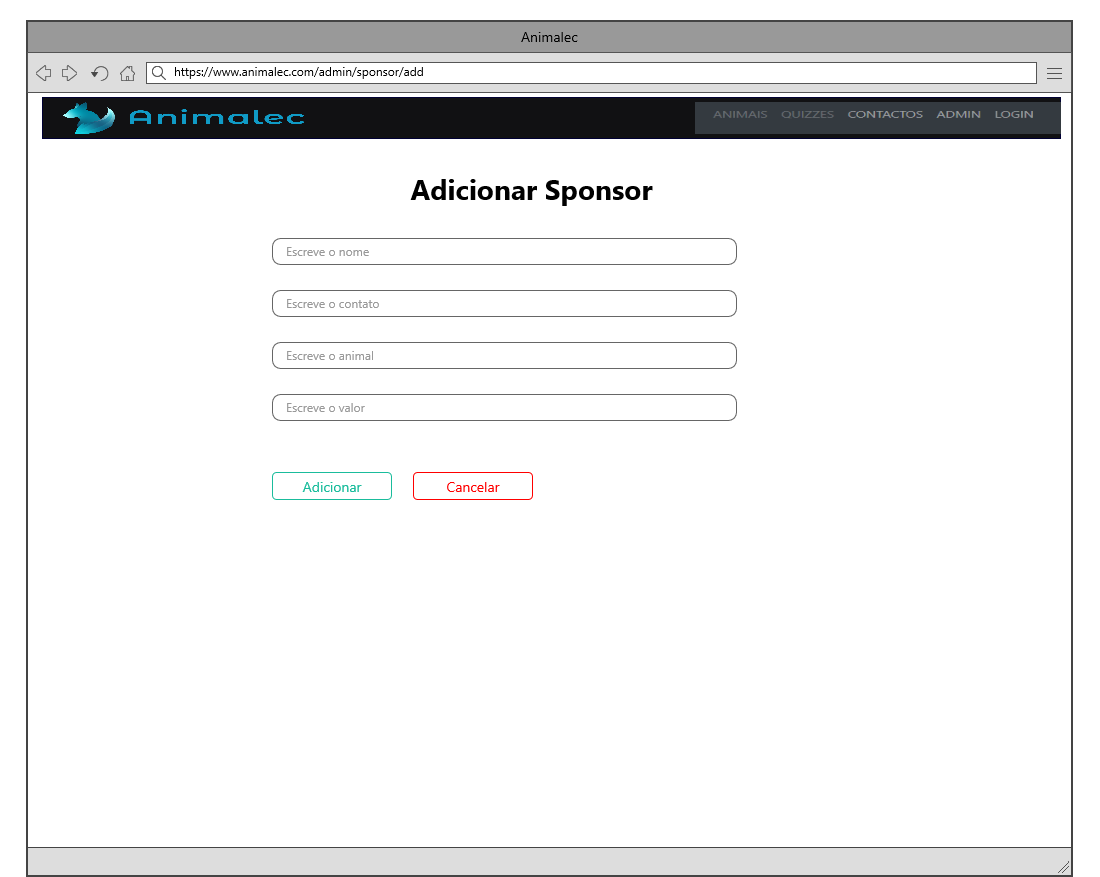 Animalec
https://www.animalec.com/admin/sponsor/add
Animalec
ANIMAIS QUIZZES CONTACTOS ADMIN LOGIN
Adicionar Sponsor
Escreve o nome
Escreve o contato
Escreve o animal
Escreve o valor
Adicionar Cancelar